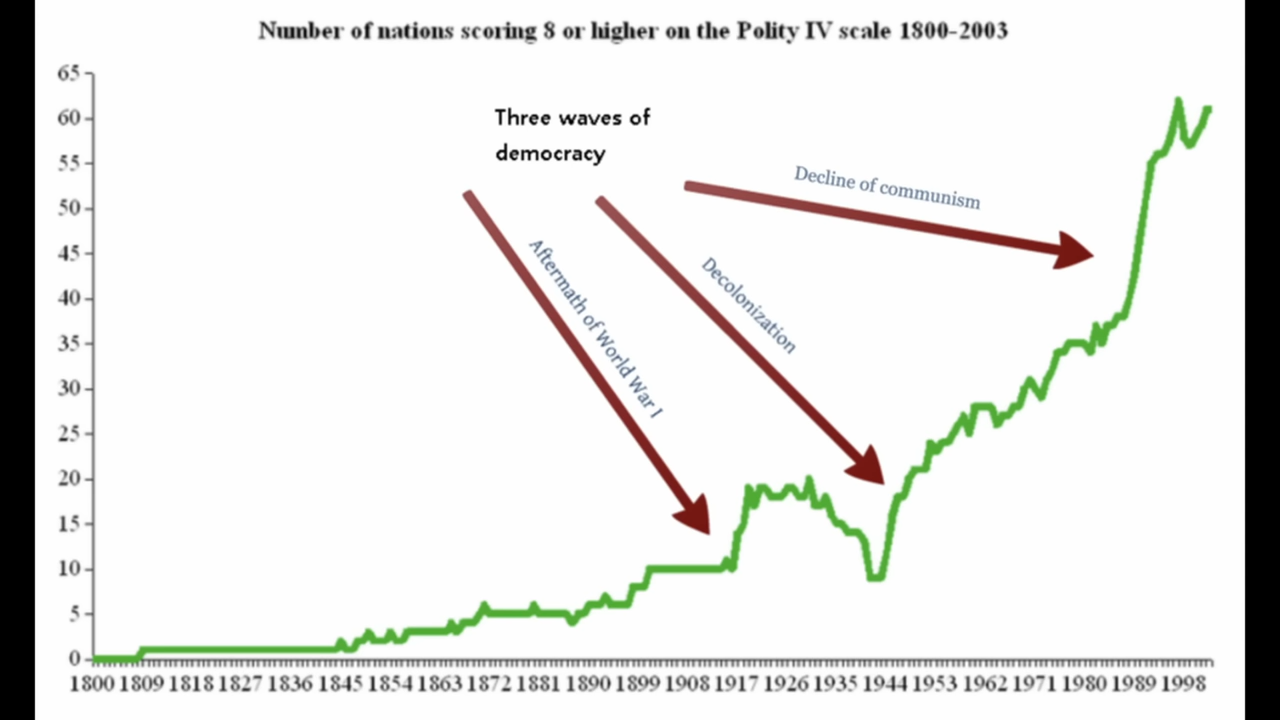 Number of nations scoring 8 or higher on the Polity IV scale 1800-2003
65
60
55
50
45
40
35
30
25
20
15
10
5
0
Three waves of
democracy
Aftermath of World War I
Decolonization
Decline of communism
1800 1809 1818 1827 1836 1845 1854 1863 1872 1881 1890 1899 1908 1917 1926 1935 1944 1953 1962 1971 1980 1989 1998